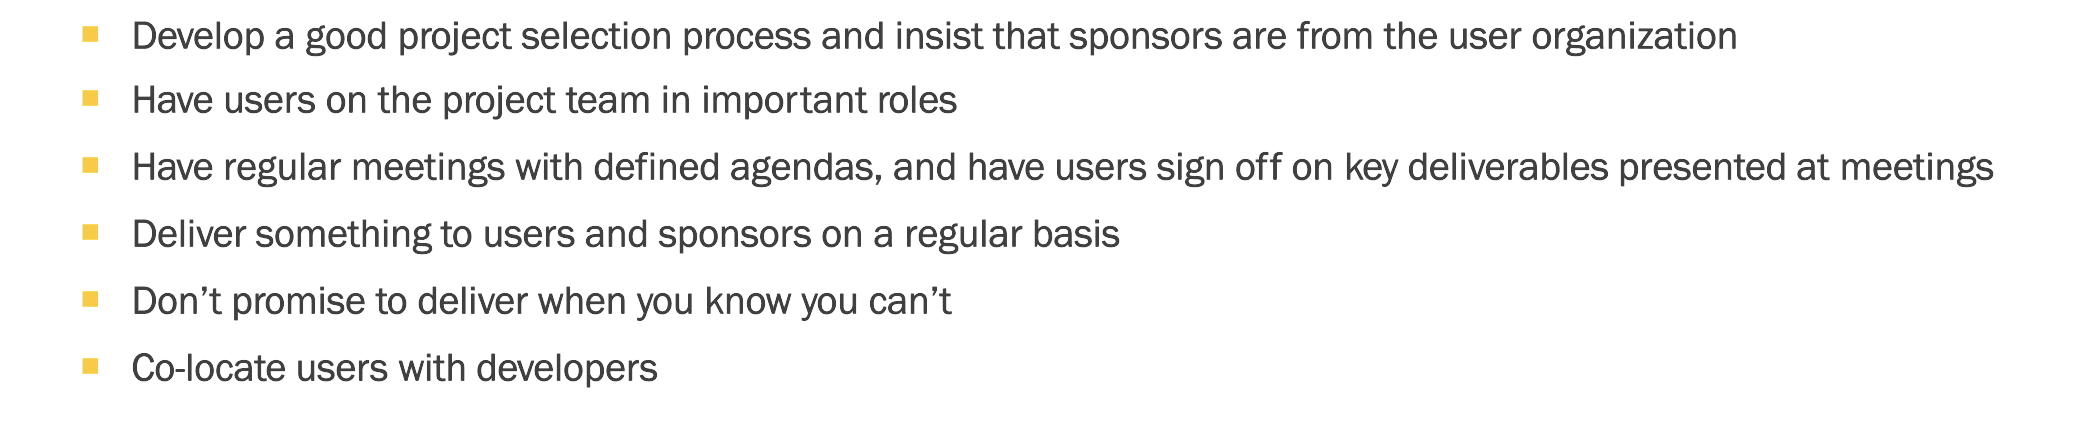 Develop a good project selection process and insist that sponsors are from the user organization
Have users on the project team in important roles
Have regular meetings with defined agendas, and have users sign off on key deliverables presented at meetings
Deliver something to users and sponsors on a regular basis
Don’t promise to deliver when you know you can’t
Co-locate users with developers